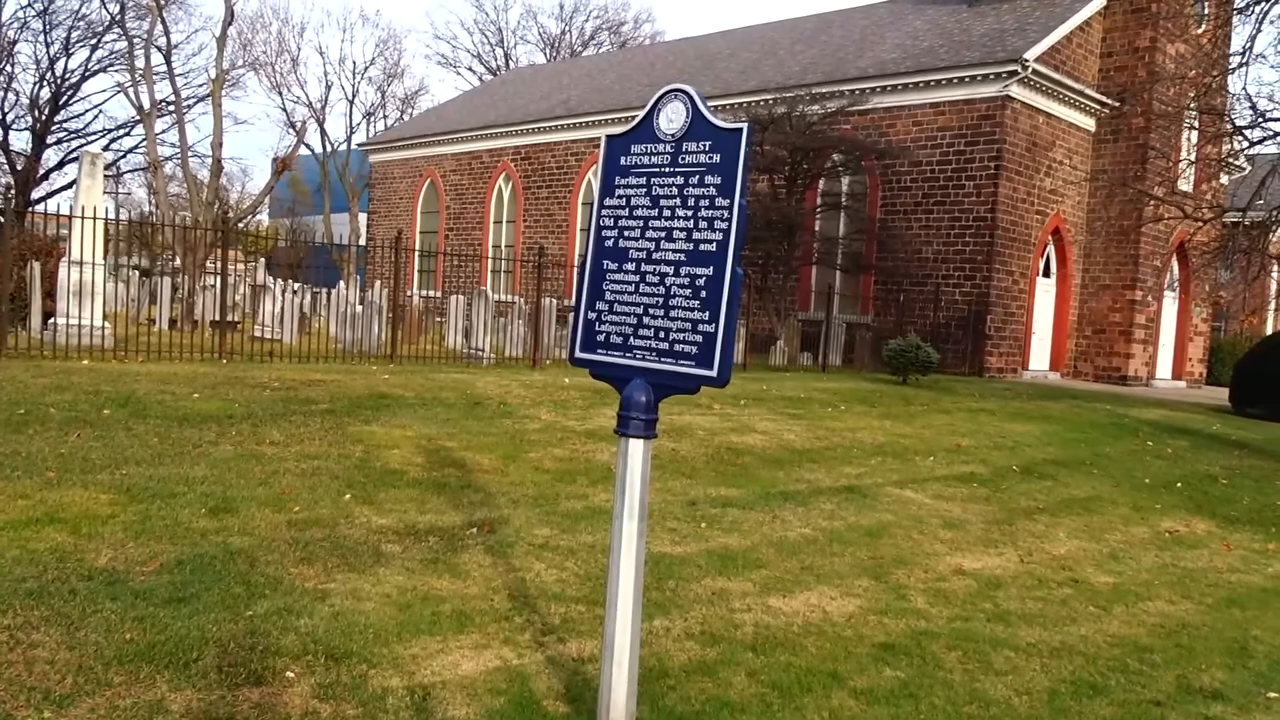 HISTORIC FIRST
REFORMED CHURCH
Earliest records of this
pioneer Dutch church,
dated 1686, mark it as the
second oldest in New Jersey.
Old stones embedded in the
east wall show the initials
of founding families and
first settlers.
The old burying ground
contains the grave of
General Enoch Poor, a
Revolutionary officer.
His funeral was attended
by Generals Washington and
Lafayette and a portion
of the American army.